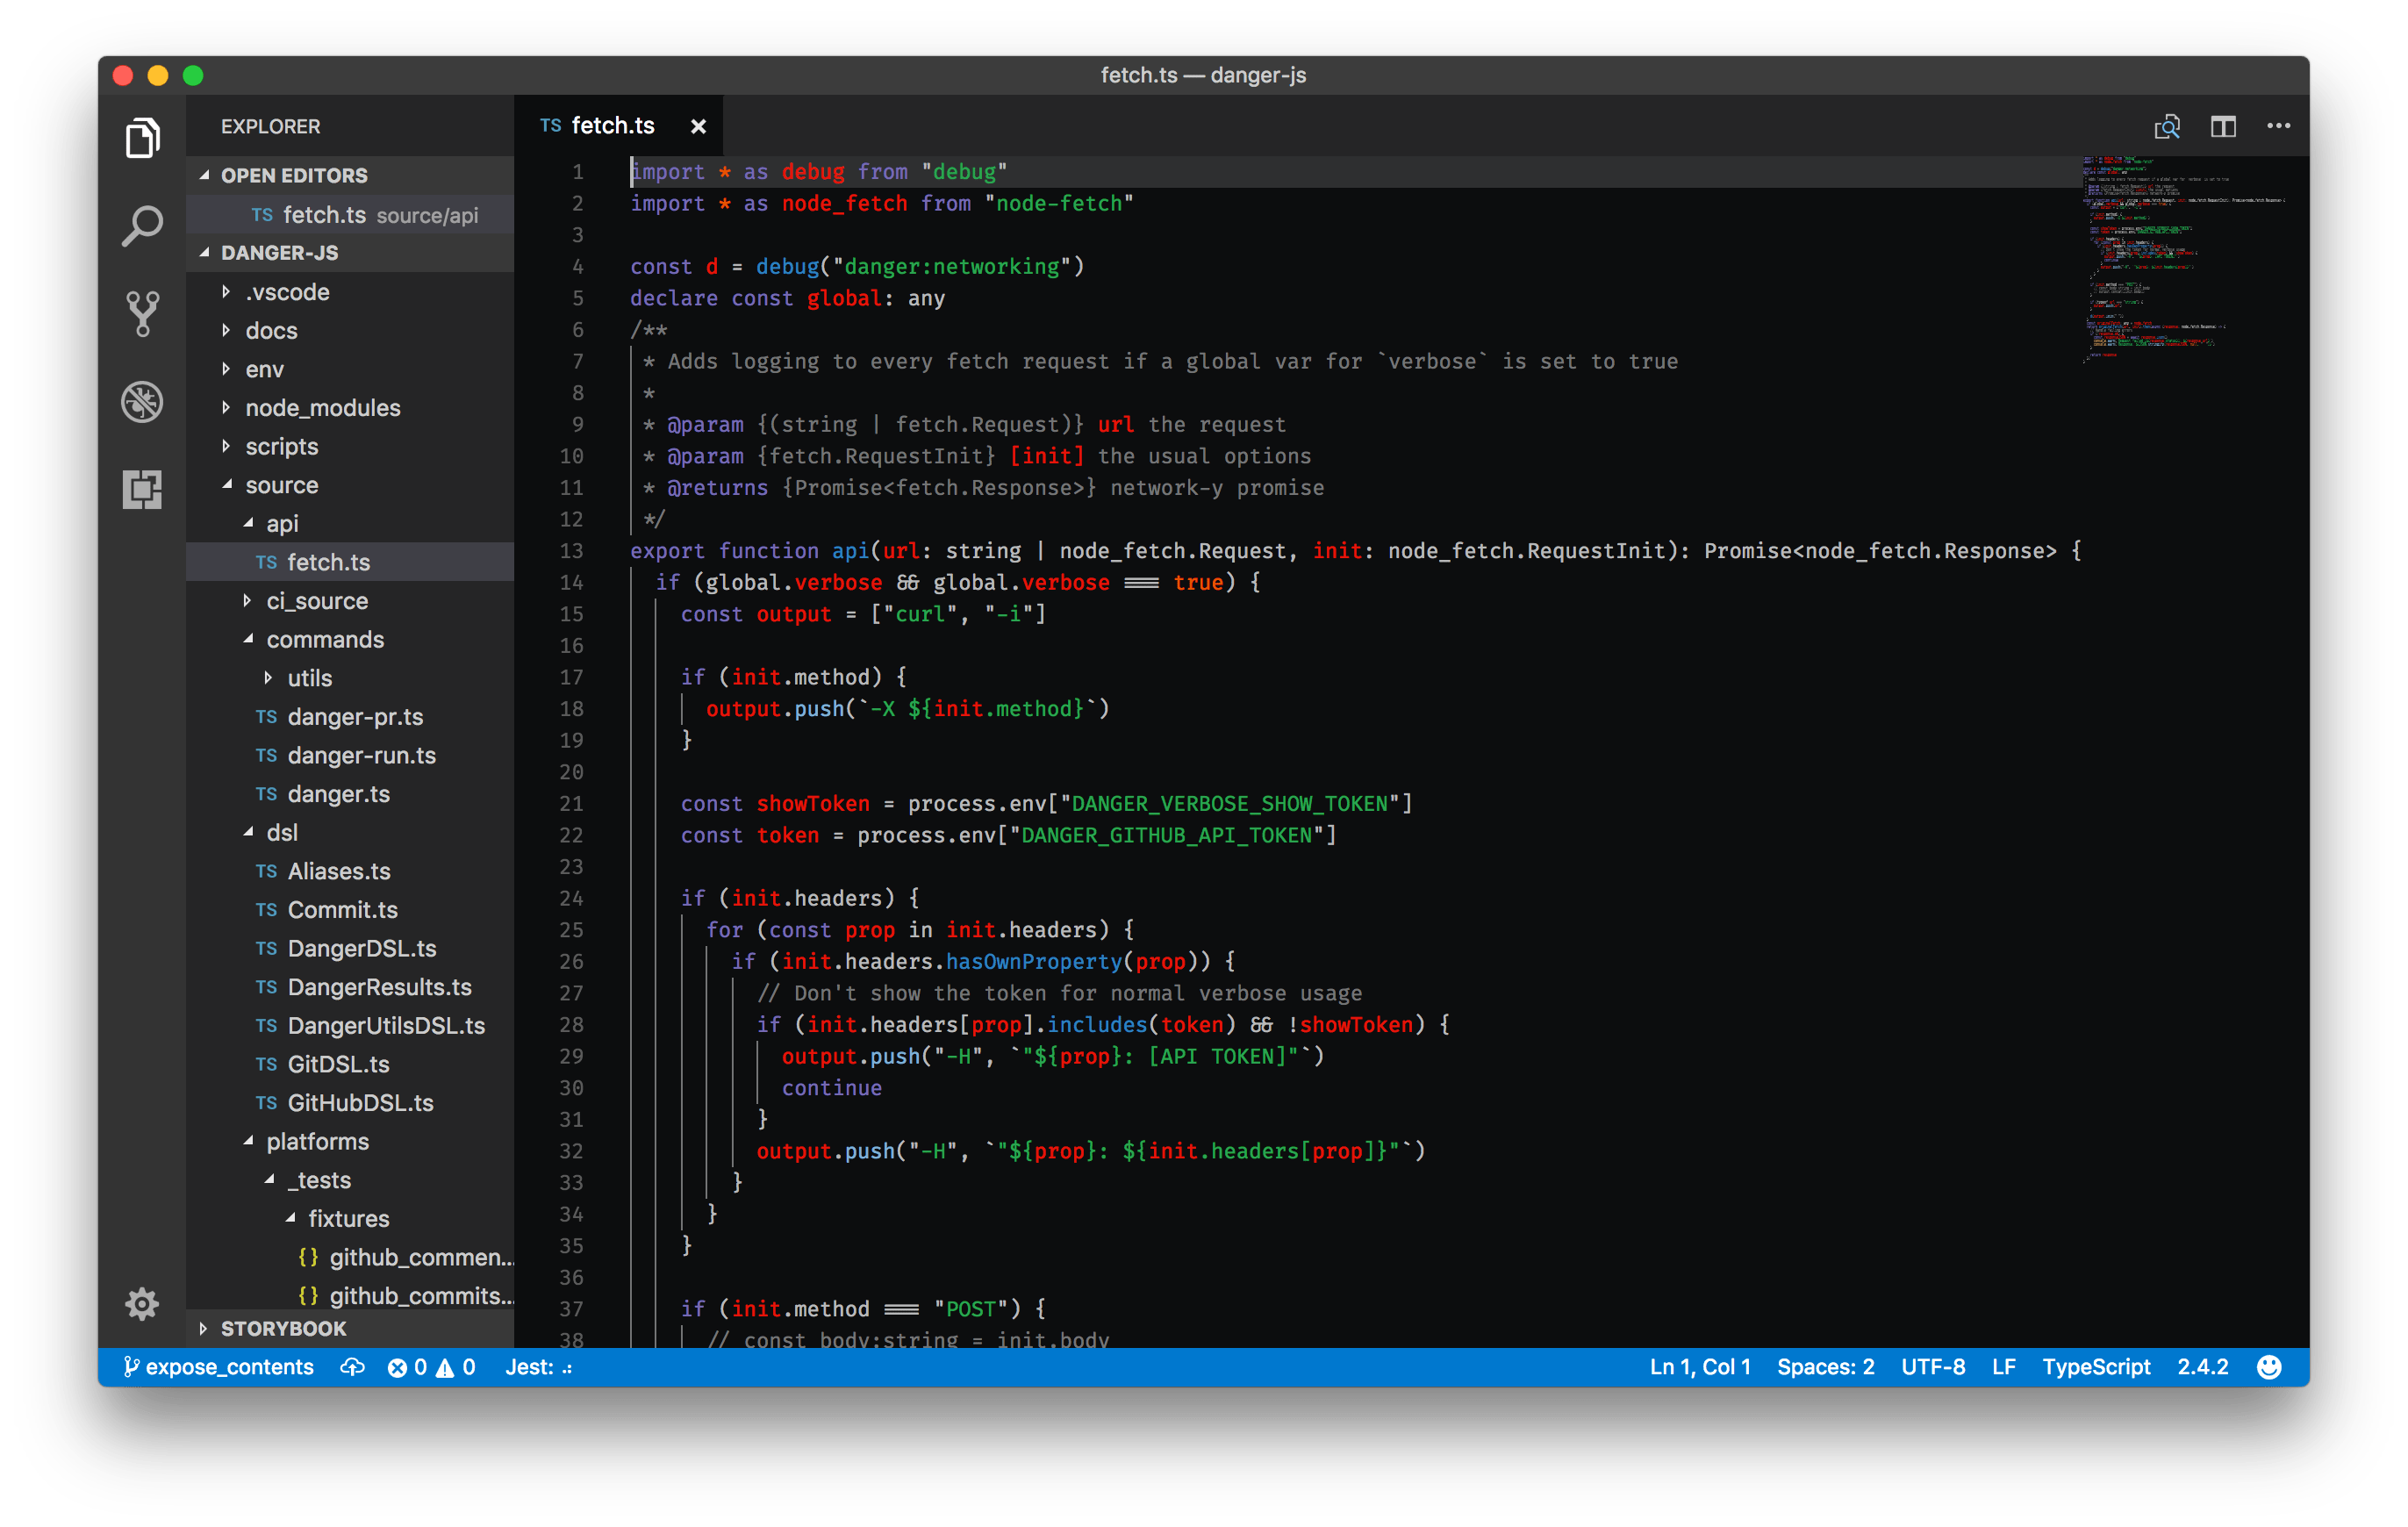 fetch.ts — danger-js
EXPLORER
OPEN EDITORS
TS fetch.ts source/api
DANGER-JS
.vscode
docs
env
node_modules
scripts
source
api
TS fetch.ts
ci_source
commands
utils
TS danger-pr.ts
TS danger-run.ts
TS danger.ts
dsl
TS Aliases.ts
TS Commit.ts
TS DangerDSL.ts
TS DangerResults.ts
TS DangerUtilsDSL.ts
TS GitDSL.ts
TS GitHubDSL.ts
platforms
_tests
fixtures
{} github_commen...
{} github_commits...
STORYBOOK
TS fetch.ts ×
1 import * as debug from "debug"
2 import * as node_fetch from "node-fetch"
3
4 const d = debug("danger:networking")
5 declare const global: any
6 /**
7 * Adds logging to every fetch request if a global var for `verbose` is set to true
8 *
9 * @param {(string | fetch.Request)} url the request
10 * @param {fetch.RequestInit} [init] the usual options
11 * @returns {Promise<fetch.Response>} network-y promise
12 */
13 export function api(url: string | node_fetch.Request, init: node_fetch.RequestInit): Promise<node_fetch.Response> {
14 if (global.verbose && global.verbose === true) {
15 const output = ["curl", "-i"]
16
17 if (init.method) {
18 output.push(`-X ${init.method}`)
19 }
20
21 const showToken = process.env["DANGER_VERBOSE_SHOW_TOKEN"]
22 const token = process.env["DANGER_GITHUB_API_TOKEN"]
23
24 if (init.headers) {
25 for (const prop in init.headers) {
26 if (init.headers.hasOwnProperty(prop)) {
27 // Don't show the token for normal verbose usage
28 if (init.headers[prop].includes(token) && !showToken) {
29 output.push("-H", `"${prop}: [API TOKEN]"`)
30 continue
31 }
32 output.push("-H", `"${prop}: ${init.headers[prop]}"`)
33 }
34 }
35 }
36
37 if (init.method === "POST") {
38 // const body:string = init.body
expose_contents 0 0 Jest: .:
Ln 1, Col 1 Spaces: 2 UTF-8 LF TypeScript 2.4.2